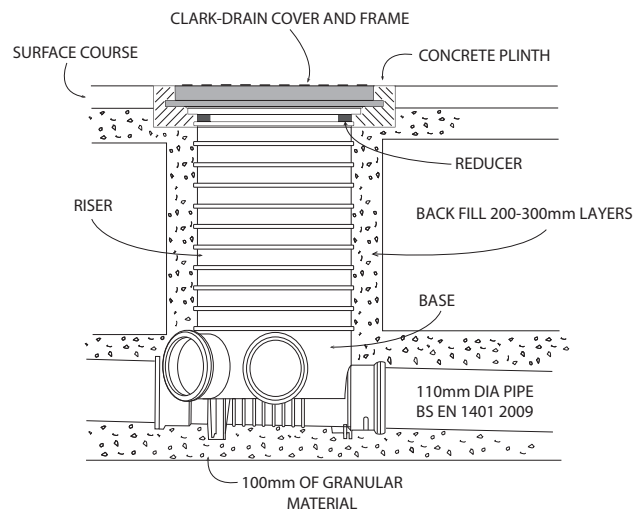 CLARK-DRAIN COVER AND FRAME
SURFACE COURSE
CONCRETE PLINTH
REDUCER
RISER
BACK FILL 200-300mm LAYERS
BASE
110mm DIA PIPE
BS EN 1401 2009
100mm OF GRANULAR
MATERIAL